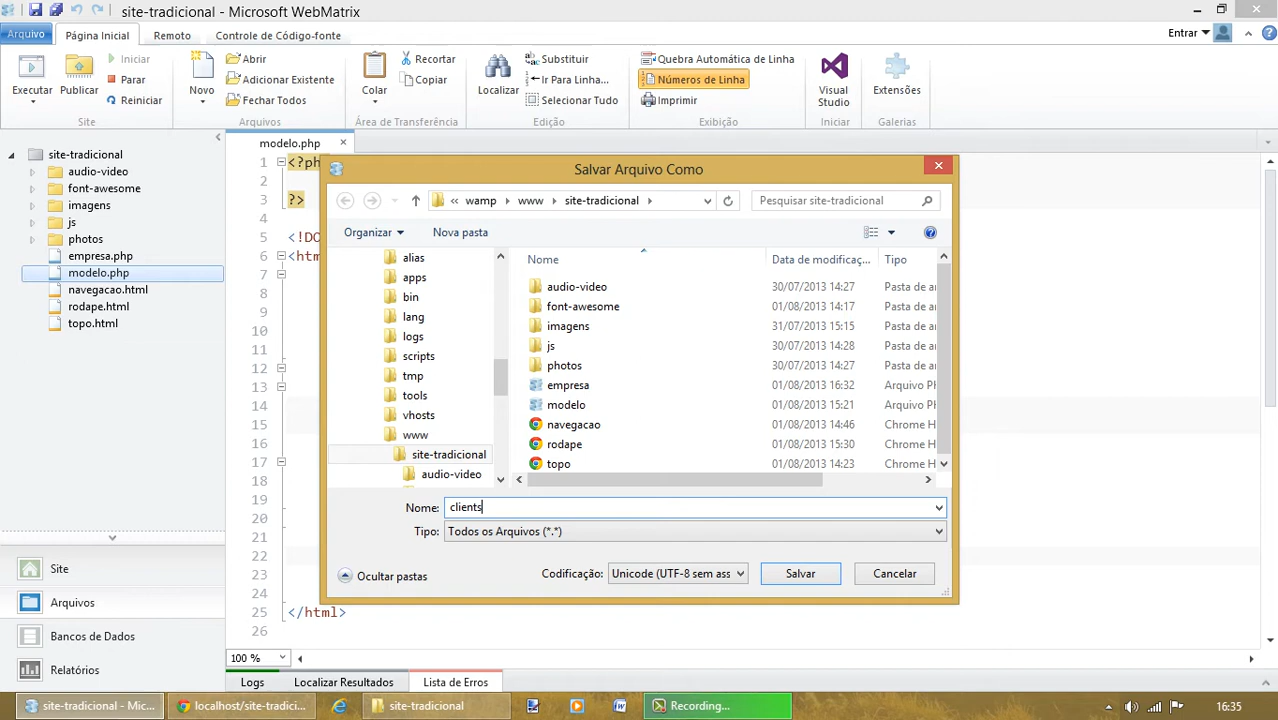 site-tradicional - Microsoft WebMatrix
Arquivo
Página Inicial
Remoto
Controle de Código-fonte
Entrar
Executar
Publicar
Iniciar
Parar
Reiniciar
Site
Novo
Abrir
Adicionar Existente
Fechar Todos
Arquivos
Colar
Recortar
Copiar
Área de Transferência
Localizar
Substituir
Ir Para Linha...
Selecionar Tudo
Edição
Quebra Automática de Linha
Números de Linha
Imprimir
Exibição
Visual Studio
Iniciar
Extensões
Galerias
site-tradicional
audio-video
font-awesome
imagens
js
photos
empresa.php
modelo.php
navegacao.html
rodape.html
topo.html
Site
Arquivos
Bancos de Dados
Relatórios
modelo.php
1 <?ph
2
3 ?>
4
5 <!DO
6 <htm
7
8
9
10
11
12
13
14
15
16
17
18
19
20
21
22
23
24
25 </html>
26
100 %
Logs
Localizar Resultados
Lista de Erros
Salvar Arquivo Como
« wamp www site-tradicional
Pesquisar site-tradicional
Organizar
Nova pasta
alias
apps
bin
lang
logs
scripts
tmp
tools
vhosts
www
site-tradicional
audio-video
Nome Data de modificaç... Tipo
audio-video 30/07/2013 14:27 Pasta de ar
font-awesome 01/08/2013 14:17 Pasta de ar
imagens 31/07/2013 15:15 Pasta de ar
js 30/07/2013 14:28 Pasta de ar
photos 30/07/2013 14:27 Pasta de ar
empresa 01/08/2013 16:32 Arquivo PH
modelo 01/08/2013 15:21 Arquivo PH
navegacao 01/08/2013 14:46 Chrome H
rodape 01/08/2013 15:30 Chrome H
topo 01/08/2013 14:23 Chrome H
Nome: clients
Tipo: Todos os Arquivos (*.*)
Ocultar pastas
Codificação: Unicode (UTF-8 sem ass
Salvar
Cancelar
site-tradicional - Mic...
localhost/site-tradici...
site-tradicional
Recording...
16:35